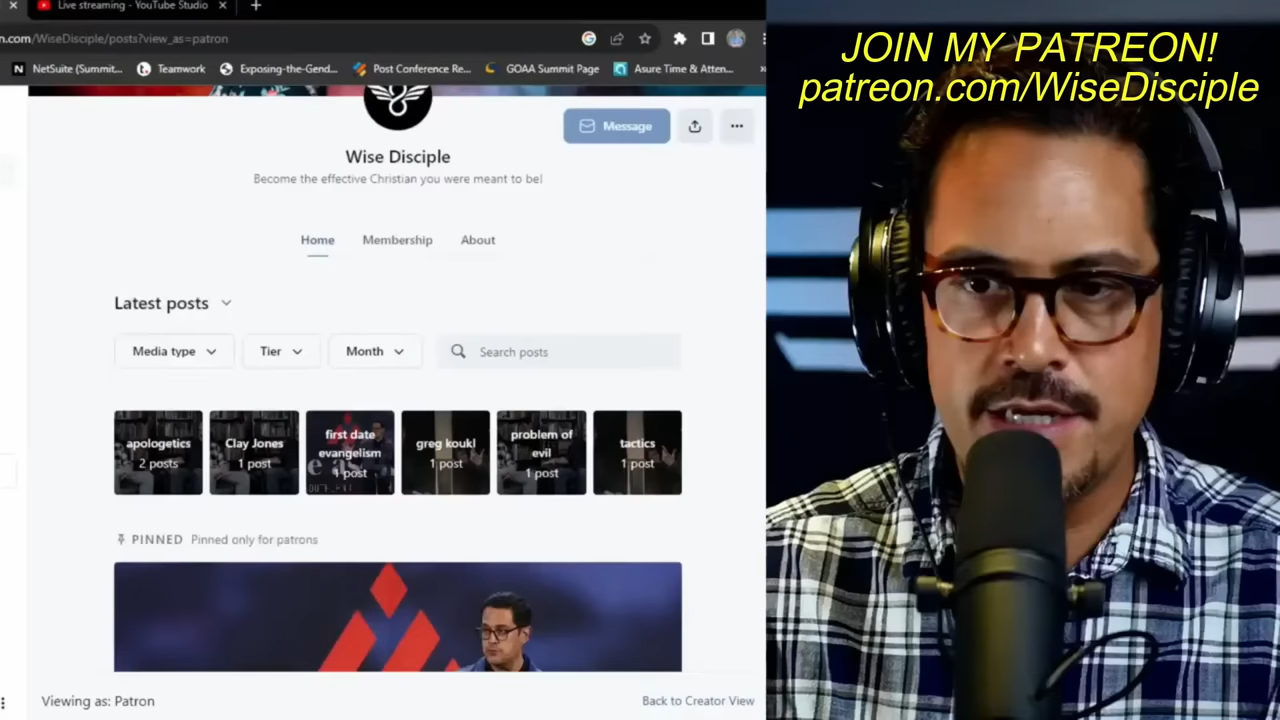 Live streaming - YouTube Studio
n.com/WiseDisciple/posts?view_as=patron
NetSuite (Summit... Teamwork Exposing-the-Gend... Post Conference Re... GOAA Summit Page Asure Time & Atten... »
Message
Wise Disciple
Become the effective Christian you were meant to be!
Home Membership About
Latest posts
Media type Tier Month Search posts
apologetics
2 posts
Clay Jones
1 post
first date
evangelism
1 post
greg koukl
1 post
problem of
evil
1 post
tactics
1 post
PINNED Pinned only for patrons
Viewing as: Patron
Back to Creator View
JOIN MY PATREON!
patreon.com/WiseDisciple